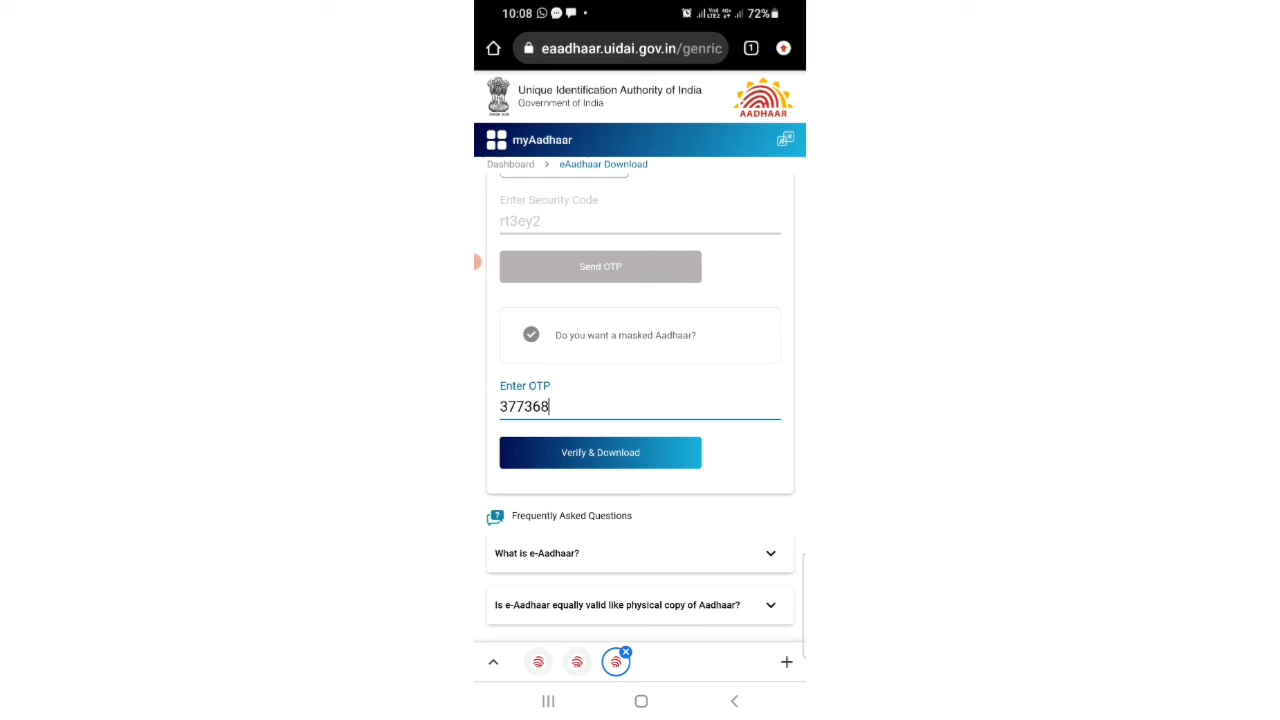 10:08
72%
eaadhaar.uidai.gov.in/genric
1
Unique Identification Authority of India
Government of India
AADHAAR
myAadhaar
Dashboard > eAadhaar Download
Enter Security Code
rt3ey2
Send OTP
Do you want a masked Aadhaar?
Enter OTP
377368
Verify & Download
Frequently Asked Questions
What is e-Aadhaar?
Is e-Aadhaar equally valid like physical copy of Aadhaar?